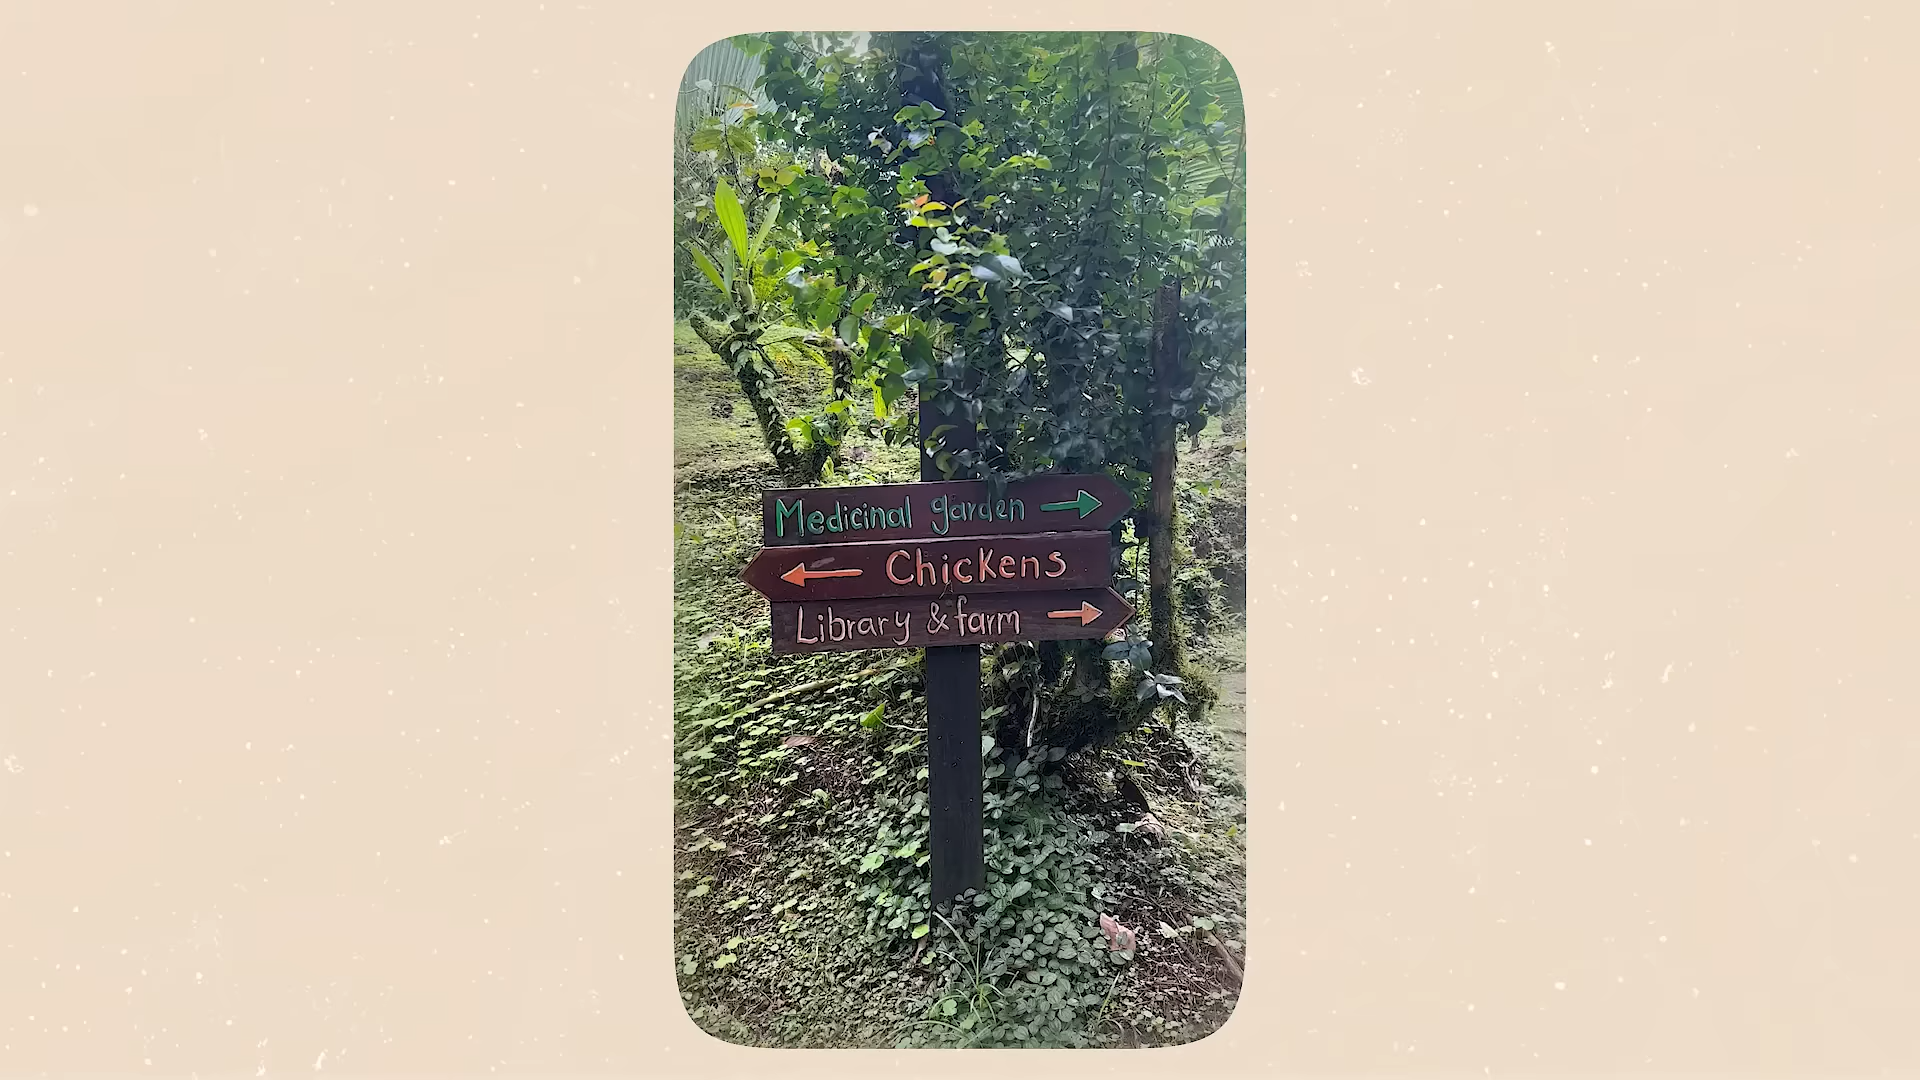 Medicinal garden →
← Chickens
Library & farm →